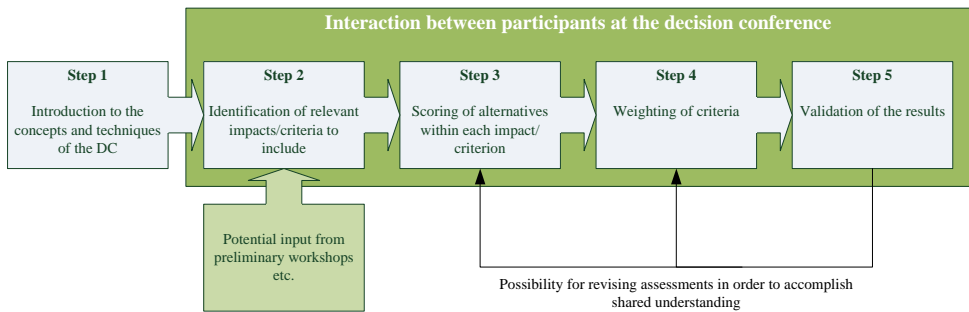 Interaction between participants at the decision conference
Step 1
Introduction to the
concepts and techniques
of the DC
Step 2
Identification of relevant
impacts/criteria to
include
Step 3
Scoring of alternatives
within each impact/
criterion
Step 4
Weighting of criteria
Step 5
Validation of the results
Potential input from
preliminary workshops
etc.
Possibility for revising assessments in order to accomplish
shared understanding